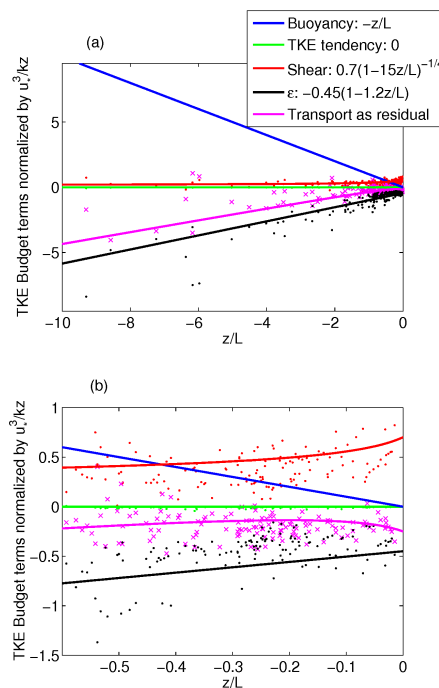 (a)
Buoyancy: −z/L
TKE tendency: 0
Shear: 0.7(1−15z/L)^−1/4
ε: −0.45(1−1.2z/L)
Transport as residual
TKE Budget terms normalized by u*^3/kz
5
0
−5
−10 −8 −6 −4 −2 0
z/L
(b)
TKE Budget terms normalized by u*^3/kz
1
0.5
0
−0.5
−1
−1.5
−0.5 −0.4 −0.3 −0.2 −0.1 0
z/L